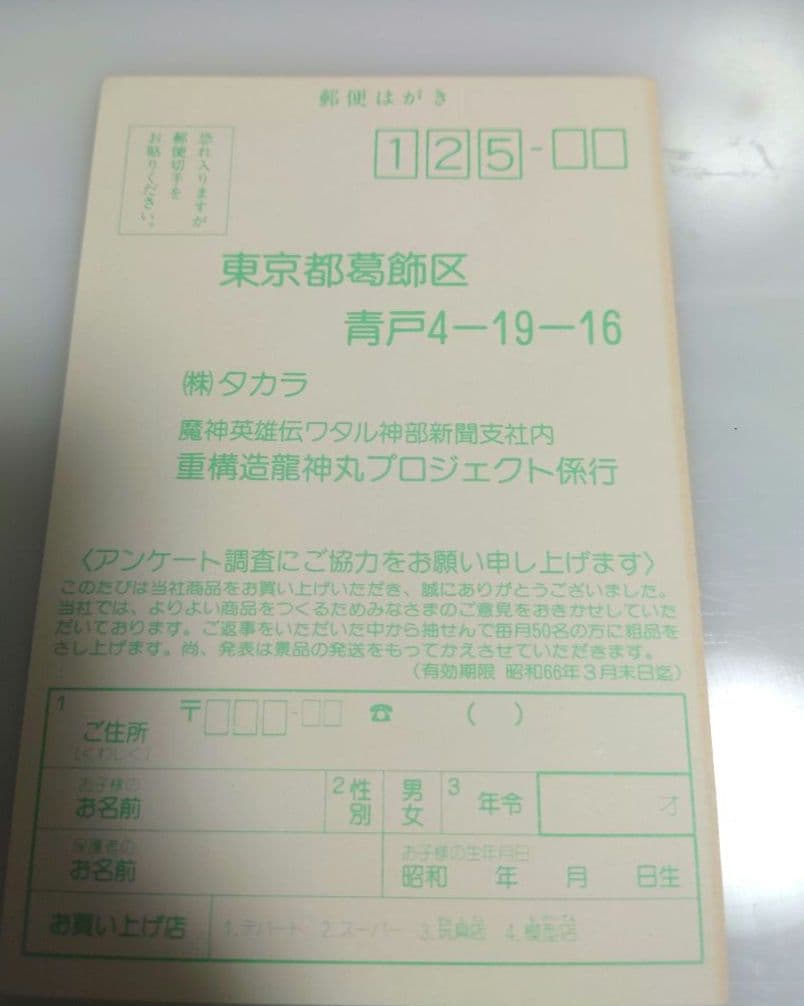 郵便はがき
恐れ入りますが
郵便切手を
お貼りください。
125-□□
東京都葛飾区
青戸4-19-16
㈱タカラ
魔神英雄伝ワタル神部新聞支社内
重構造龍神丸プロジェクト係行
〈アンケート調査にご協力をお願い申し上げます〉
このたびは当社商品をお買い上げいただき、誠にありがとうございました。
当社では、よりよい商品をつくるためみなさまのご意見をおきかせしていた
だいております。ご返事をいただいた中から抽せんで毎月50名の方に粗品を
さし上げます。尚、発表は景品の発送をもってかえさせていただきます。
(有効期限 昭和66年3月末日迄)
1 ご住所 (くわしく) 〒□□□-□□ ☎ ( )
お子様の
お名前 2 性別 男 女 3 年令 才
保護者の
お名前
お子様の生年月日
昭和 年 月 日生
お買い上げ店 1.デパート 2.スーパー 3.玩具店 4.模型店